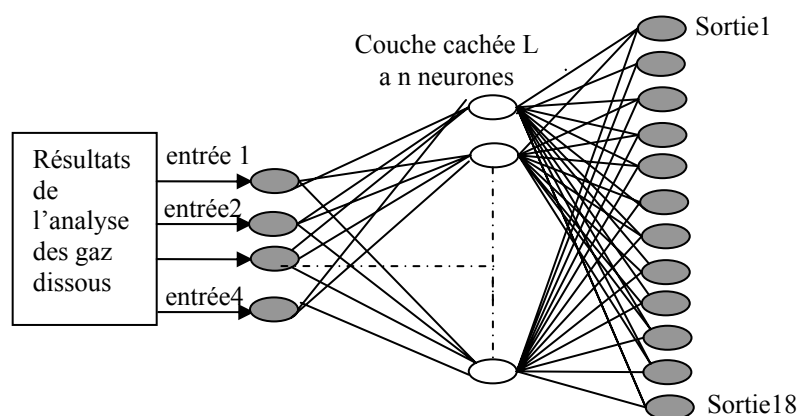 Sortie1
Couche cachée L
a n neurones
Résultats
de
l'analyse
des gaz
dissous
entrée 1
entrée2
entrée4
Sortie18